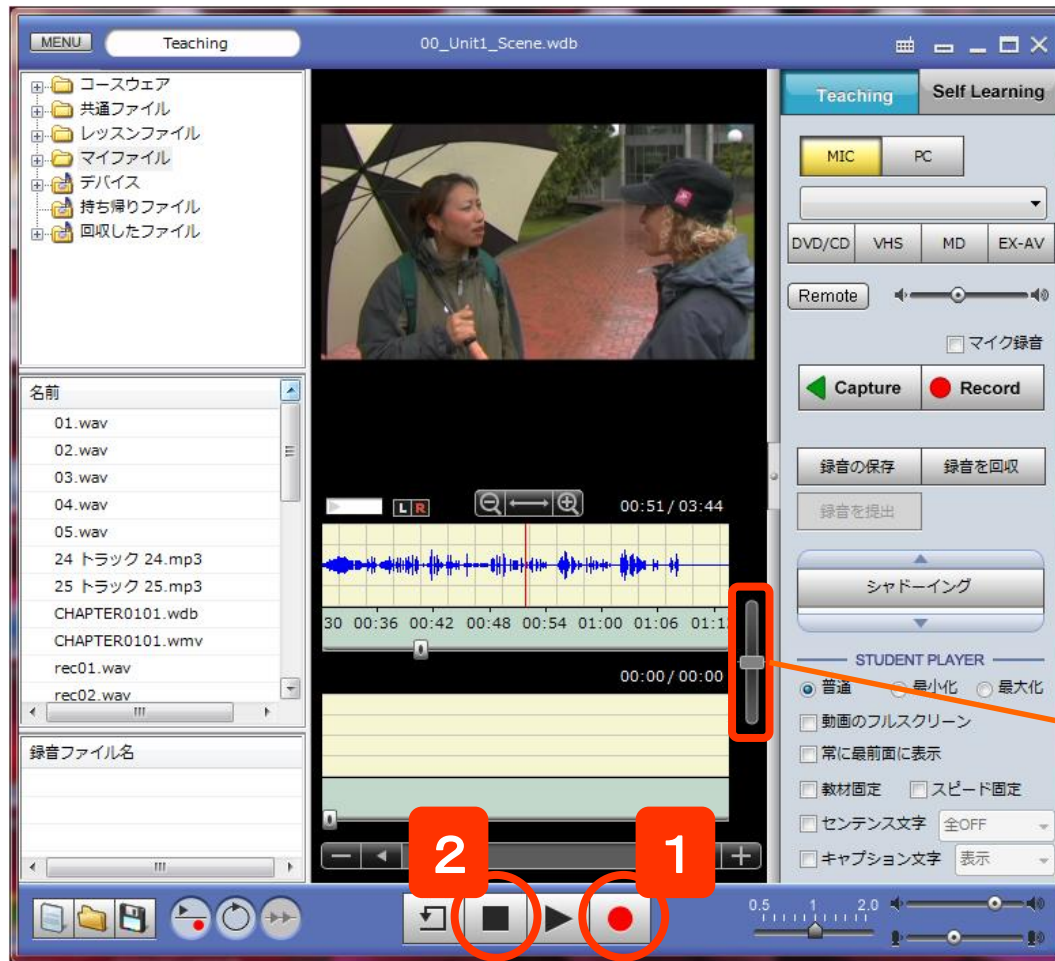 MENU Teaching 00_Unit1_Scene.wdb
コースウェア
共通ファイル
レッスンファイル
マイファイル
デバイス
持ち帰りファイル
回収したファイル
名前
01.wav
02.wav
03.wav
04.wav
05.wav
24 トラック 24.mp3
25 トラック 25.mp3
CHAPTER0101.wdb
CHAPTER0101.wmv
rec01.wav
rec02.wav
録音ファイル名
L R 00:51 / 03:44
30 00:36 00:42 00:48 00:54 01:00 01:06 01:1
00:00 / 00:00
2 1
Teaching Self Learning
MIC PC
DVD/CD VHS MD EX-AV
Remote
マイク録音
Capture Record
録音の保存 録音を回収
録音を提出
シャドーイング
STUDENT PLAYER
普通 最小化 最大化
動画のフルスクリーン
常に最前面に表示
教材固定 スピード固定
センテンス文字 全OFF
キャプション文字 表示
0.5 1 2.0